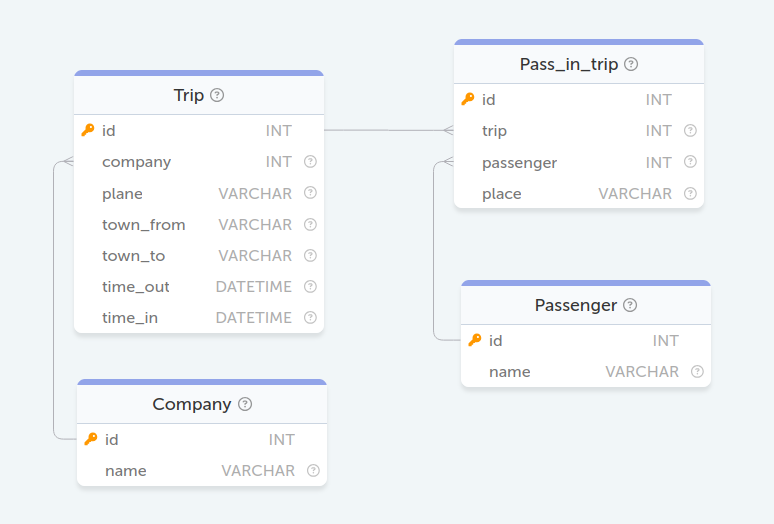 Trip ?
id INT
company INT ?
plane VARCHAR ?
town_from VARCHAR ?
town_to VARCHAR ?
time_out DATETIME ?
time_in DATETIME ?
Company ?
id INT
name VARCHAR ?
Pass_in_trip ?
id INT
trip INT ?
passenger INT ?
place VARCHAR ?
Passenger ?
id INT
name VARCHAR ?